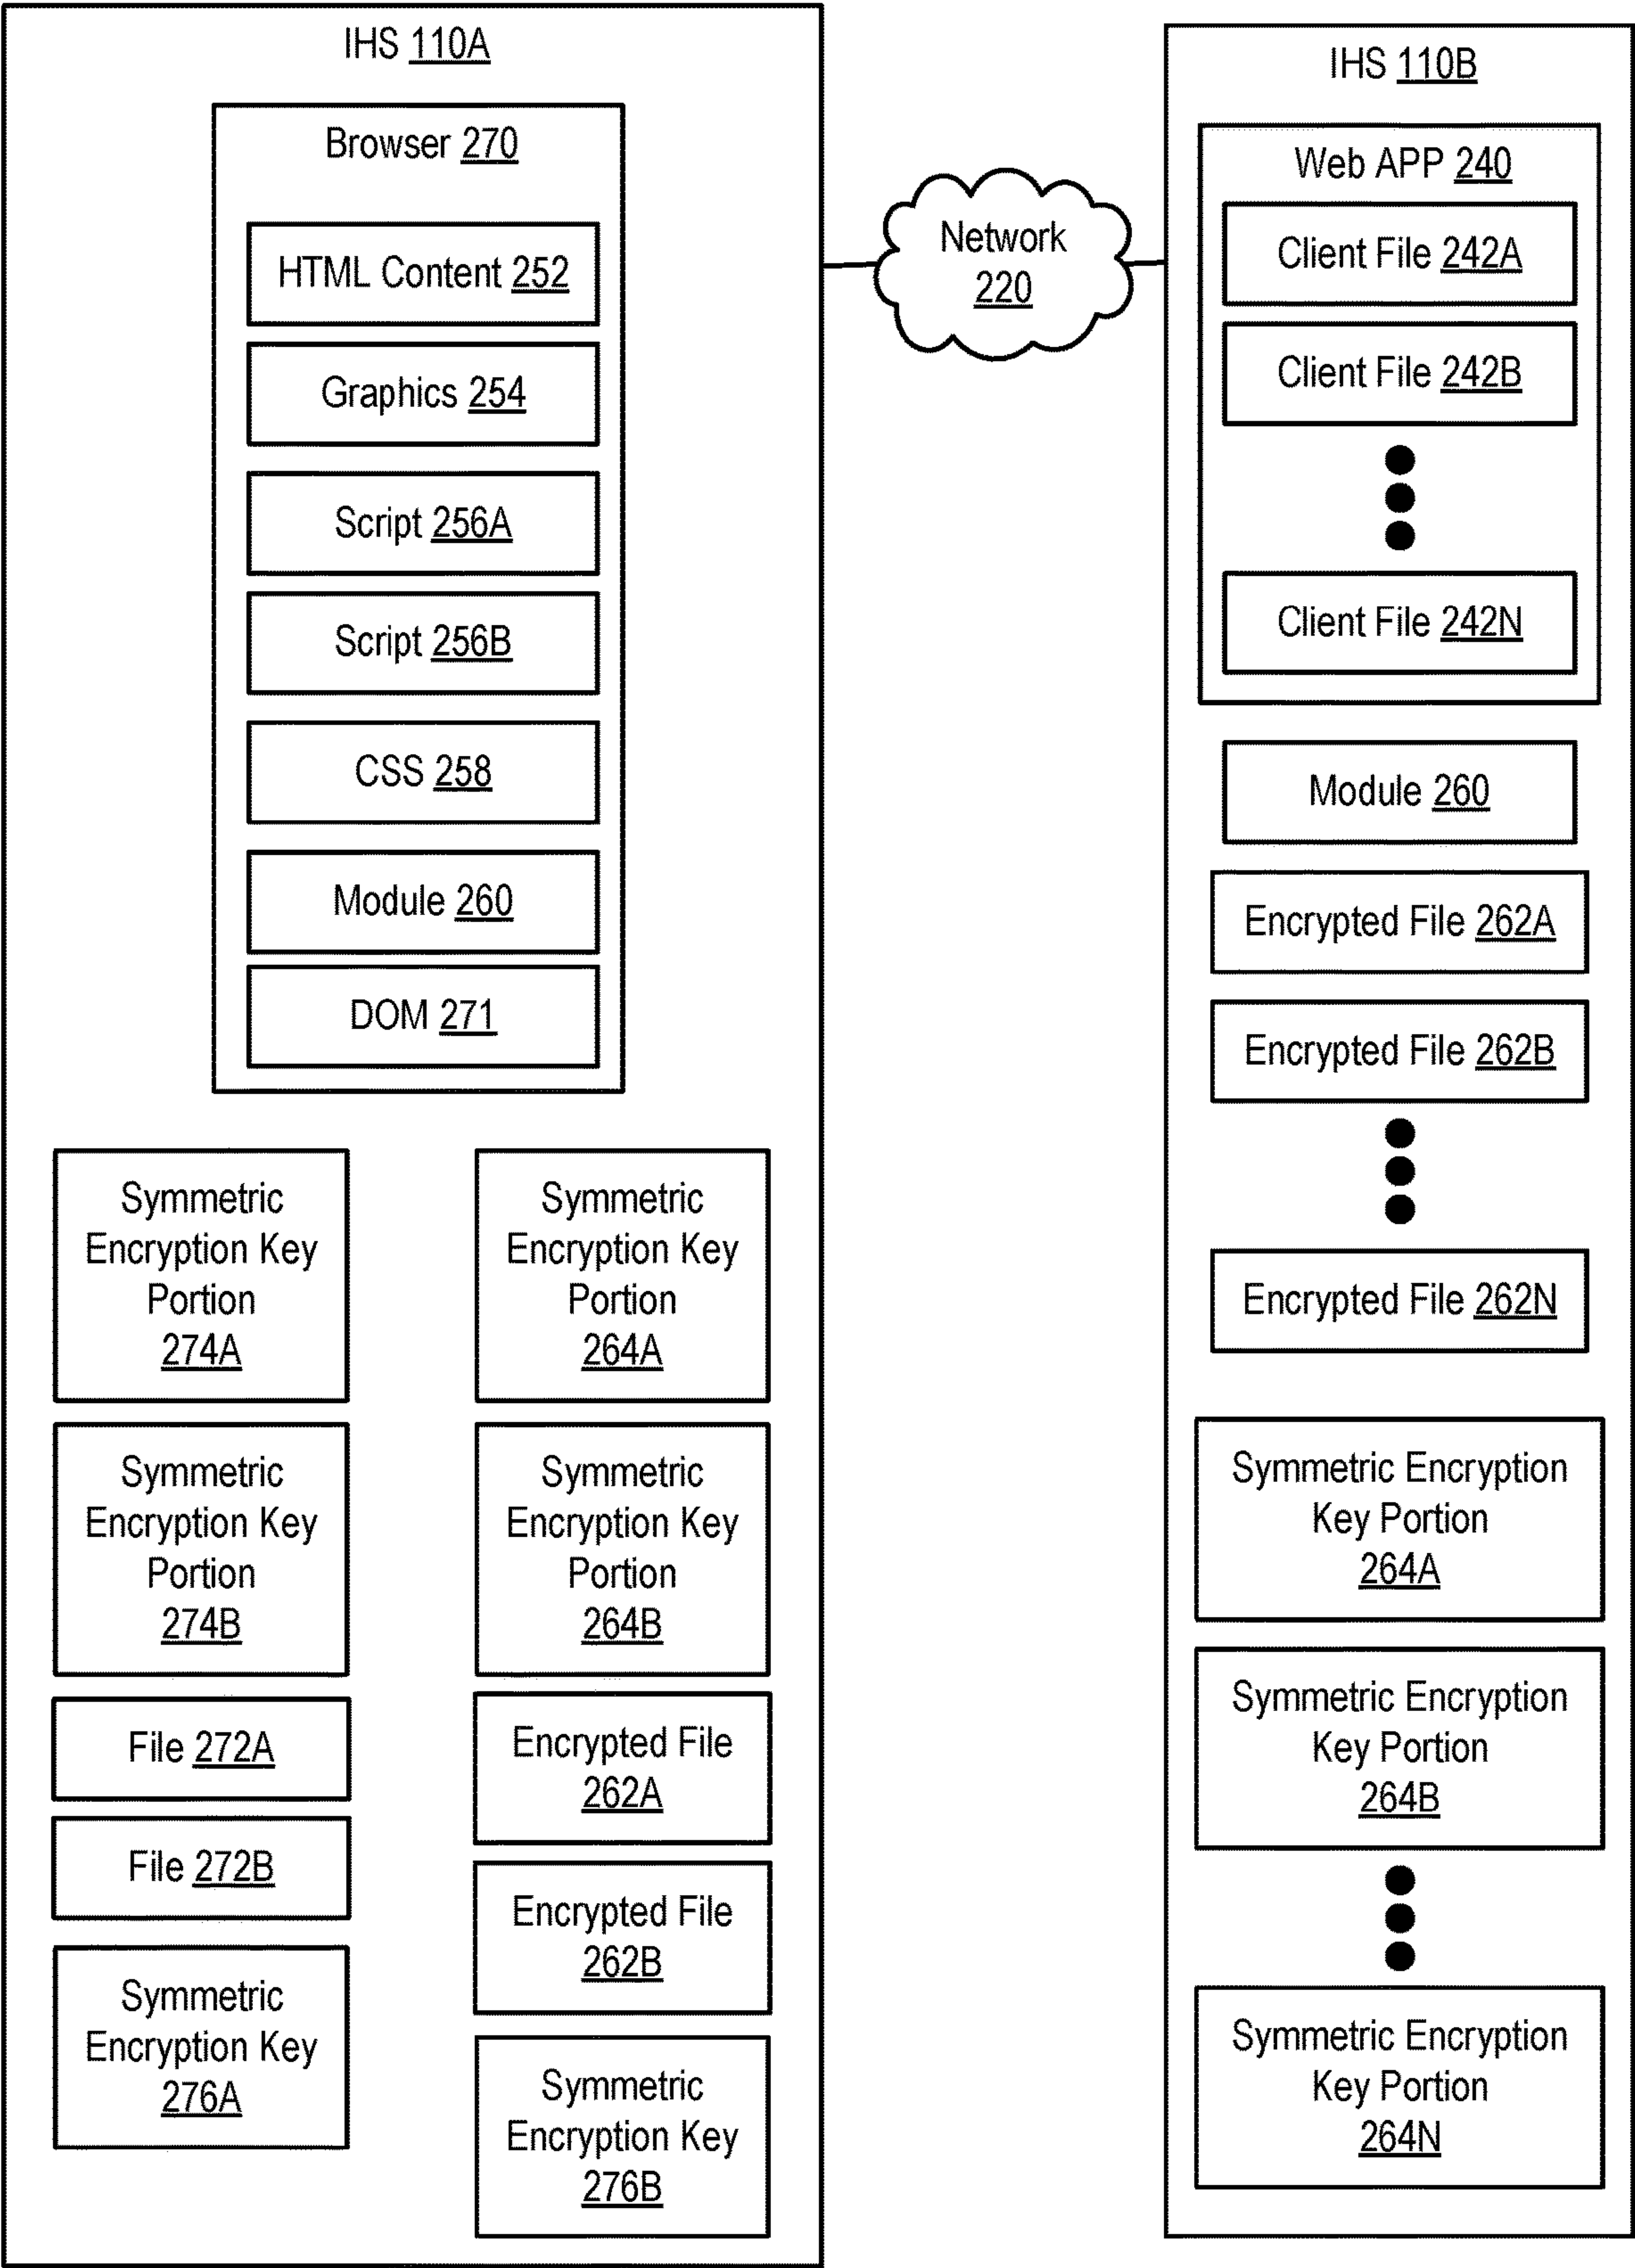 IHS 110A
Browser 270
HTML Content 252
Graphics 254
Script 256A
Script 256B
CSS 258
Module 260
DOM 271
Symmetric
Encryption Key
Portion
274A
Symmetric
Encryption Key
Portion
264A
Symmetric
Encryption Key
Portion
274B
Symmetric
Encryption Key
Portion
264B
File 272A
File 272B
Symmetric
Encryption Key
276A
Encrypted File
262A
Encrypted File
262B
Symmetric
Encryption Key
276B
Network
220
IHS 110B
Web APP 240
Client File 242A
Client File 242B
Client File 242N
Module 260
Encrypted File 262A
Encrypted File 262B
Encrypted File 262N
Symmetric Encryption
Key Portion
264A
Symmetric Encryption
Key Portion
264B
Symmetric Encryption
Key Portion
264N